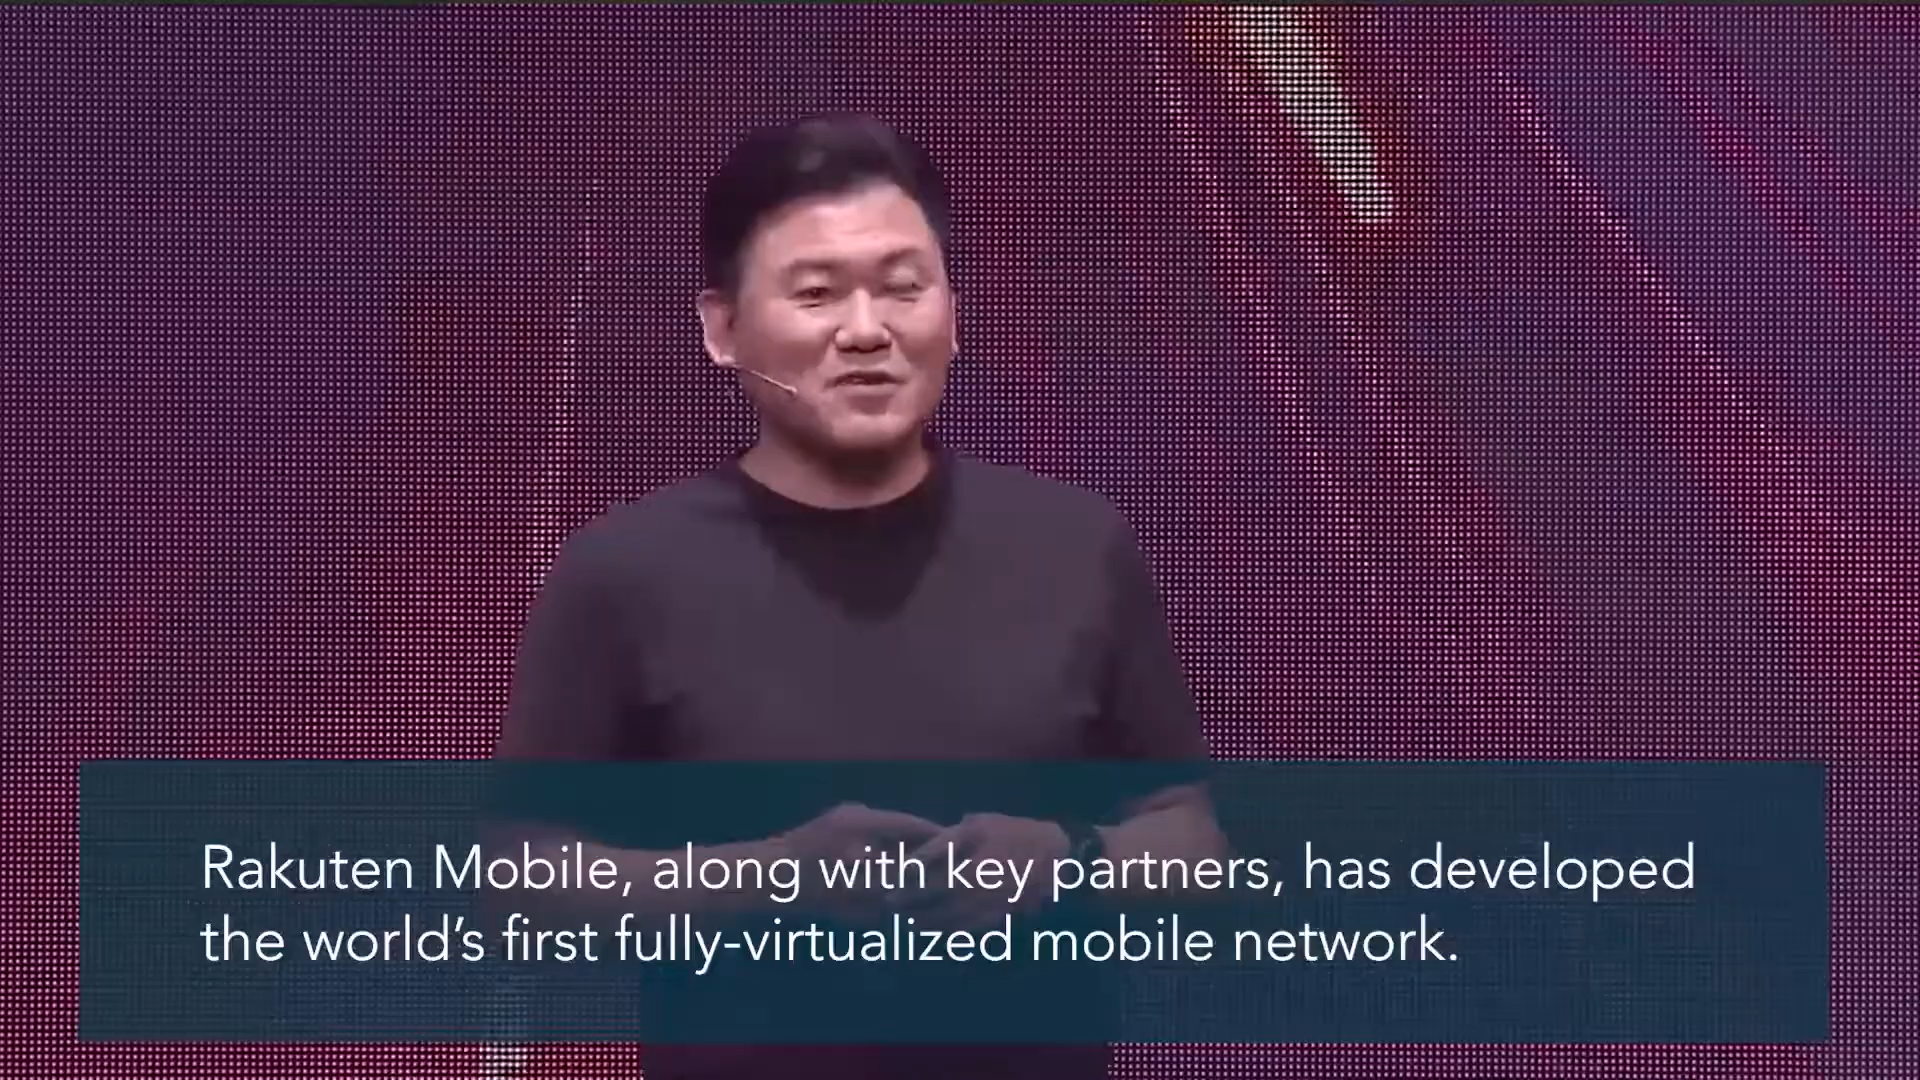 Rakuten Mobile, along with key partners, has developed
the world’s first fully-virtualized mobile network.